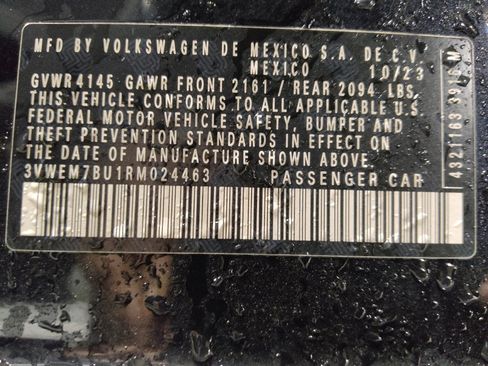 MFD BY VOLKSWAGEN DE MEXICO S.A. DE C.V.
MEXICO 10/23
GVWR 4145 GAWR FRONT 2161 / REAR 2094 LBS.
THIS VEHICLE CONFORMS TO ALL APPLICABLE U.S.
FEDERAL MOTOR VEHICLE SAFETY, BUMPER AND
THEFT PREVENTION STANDARDS IN EFFECT ON
THE DATE OF MANUFACTURE SHOWN ABOVE.
3VWEM7BU1RM024463 PASSENGER CAR
4321163